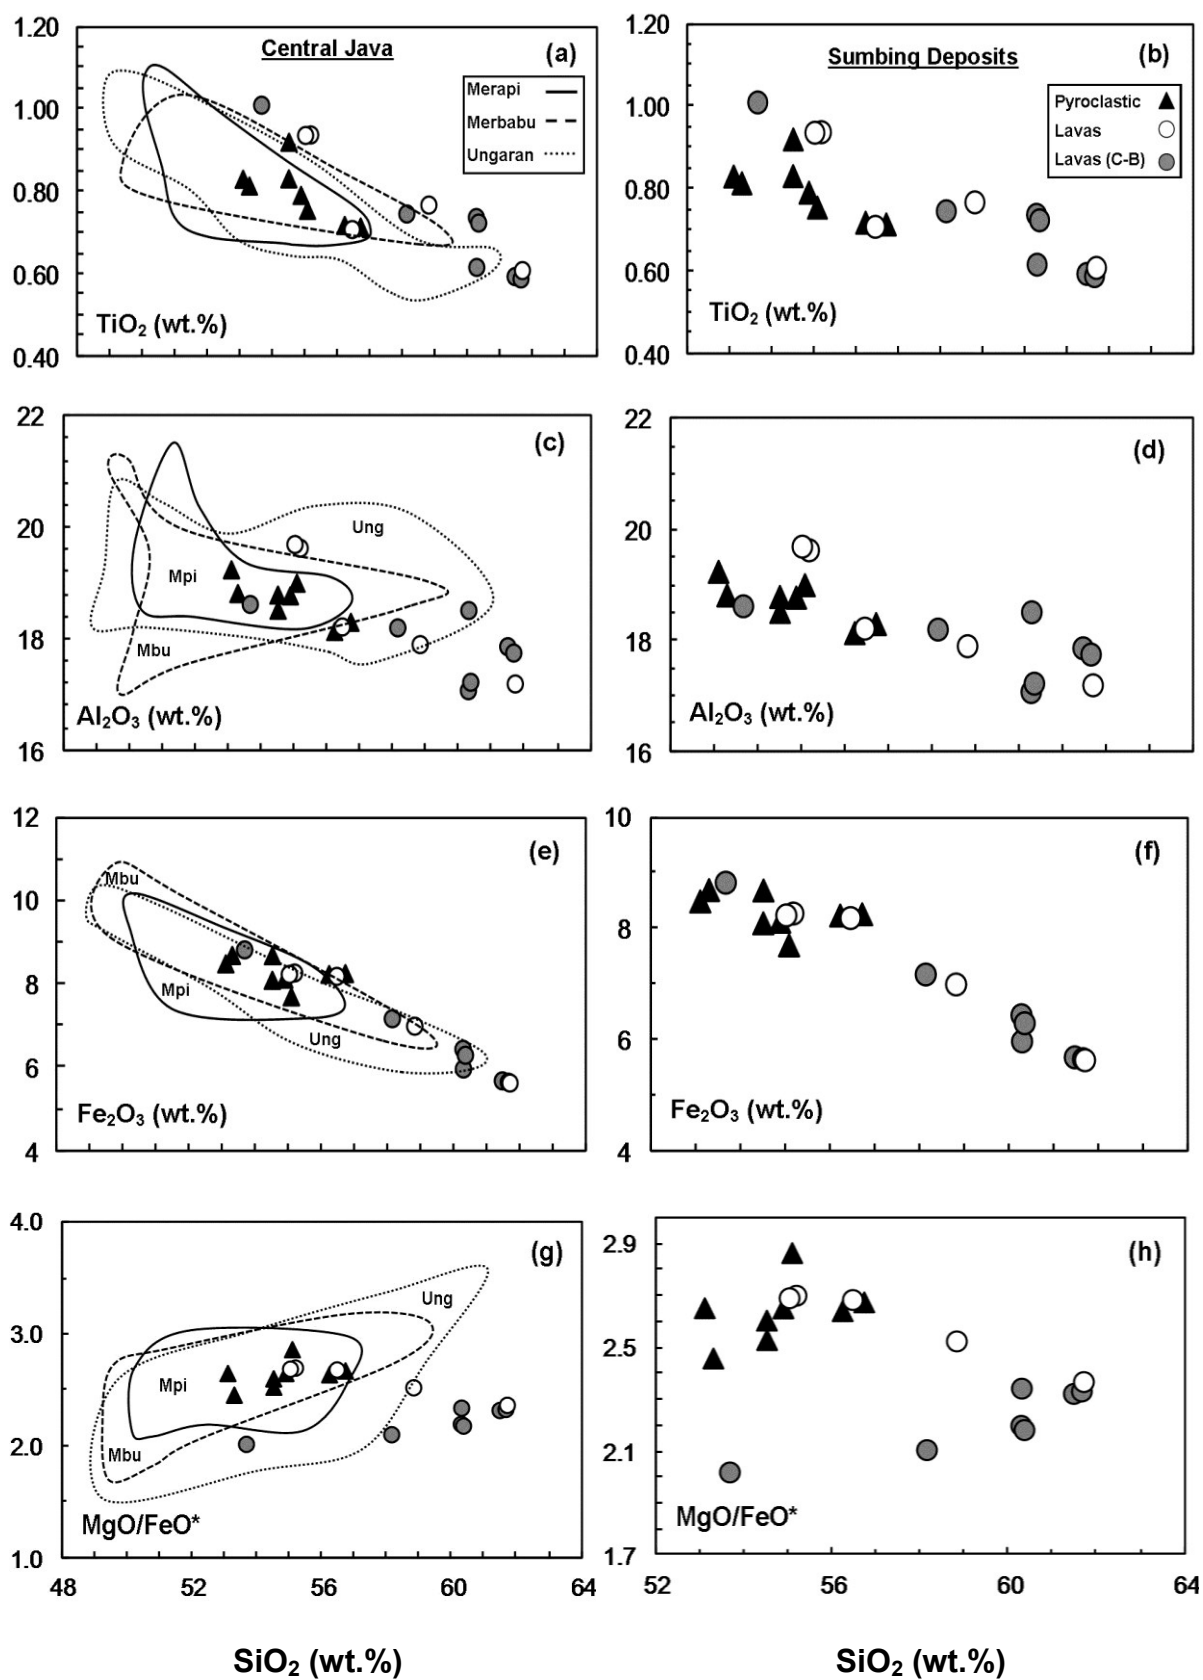 Central Java
(a)
Merapi
Merbabu
Ungaran
1.20
1.00
0.80
0.60
0.40
TiO₂ (wt.%)
Sumbing Deposits
(b)
Pyroclastic
Lavas
Lavas (C-B)
1.20
1.00
0.80
0.60
0.40
TiO₂ (wt.%)
(c)
22
20
18
16
Ung
Mpi
Mbu
Al₂O₃ (wt.%)
(d)
22
20
18
16
Al₂O₃ (wt.%)
(e)
12
10
8
6
4
Mbu
Mpi
Ung
Fe₂O₃ (wt.%)
(f)
10
8
6
4
Fe₂O₃ (wt.%)
(g)
4.0
3.0
2.0
1.0
Ung
Mpi
Mbu
MgO/FeO*
48 52 56 60 64
SiO₂ (wt.%)
(h)
2.9
2.5
2.1
1.7
MgO/FeO*
52 56 60 64
SiO₂ (wt.%)